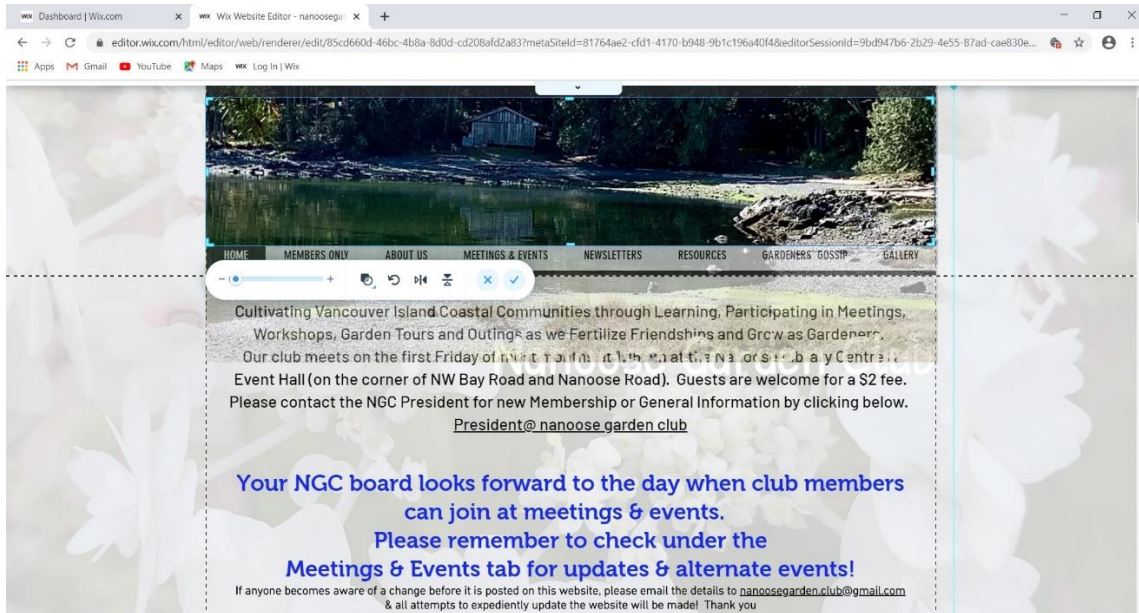 WIX Dashboard | Wix.com
WIX Wix Website Editor - nanoosega
editor.wix.com/html/editor/web/renderer/edit/85cd660d-46bc-4b8a-8d0d-cd208afd2a83?metaSiteId=81764ae2-cfd1-4170-b948-9b1c196a40f4&editorSessionId=9bd947b6-2b29-4e55-87ad-cae830e...
Apps Gmail YouTube Maps WIX Log In | Wix
HOME MEMBERS ONLY ABOUT US MEETINGS & EVENTS NEWSLETTERS RESOURCES GARDENERS GOSSIP GALLERY
Cultivating Vancouver Island Coastal Communities through Learning, Participating in Meetings,
Workshops, Garden Tours and Outings as we Fertilize Friendships and Grow as Gardeners.
Our club meets on the first Friday of at the
Nanoose Garden Club
Event Hall (on the corner of NW Bay Road and Nanoose Road). Guests are welcome for a $2 fee.
Please contact the NGC President for new Membership or General Information by clicking below.
President@ nanoose garden club
Your NGC board looks forward to the day when club members
can join at meetings & events.
Please remember to check under the
Meetings & Events tab for updates & alternate events!
If anyone becomes aware of a change before it is posted on this website, please email the details to nanoosegarden.club@gmail.com
& all attempts to expediently update the website will be made! Thank you